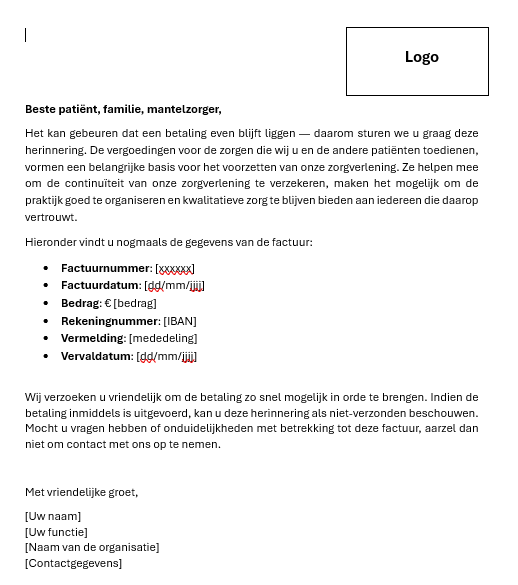 Logo
Beste patiënt, familie, mantelzorger,
Het kan gebeuren dat een betaling even blijft liggen — daarom sturen we u graag deze
herinnering. De vergoedingen voor de zorgen die wij u en de andere patiënten toedienen,
vormen een belangrijke basis voor het voorzetten van onze zorgverlening. Ze helpen mee
om de continuïteit van onze zorgverlening te verzekeren, maken het mogelijk om de
praktijk goed te organiseren en kwalitatieve zorg te blijven bieden aan iedereen die daarop
vertrouwt.
Hieronder vindt u nogmaals de gegevens van de factuur:
• Factuurnummer: [xxxxxx]
• Factuurdatum: [dd/mm/jjjj]
• Bedrag: € [bedrag]
• Rekeningnummer: [IBAN]
• Vermelding: [mededeling]
• Vervaldatum: [dd/mm/jjjj]
Wij verzoeken u vriendelijk om de betaling zo snel mogelijk in orde te brengen. Indien de
betaling inmiddels is uitgevoerd, kan u deze herinnering als niet-verzonden beschouwen.
Mocht u vragen hebben of onduidelijkheden met betrekking tot deze factuur, aarzel dan
niet om contact met ons op te nemen.
Met vriendelijke groet,
[Uw naam]
[Uw functie]
[Naam van de organisatie]
[Contactgegevens]